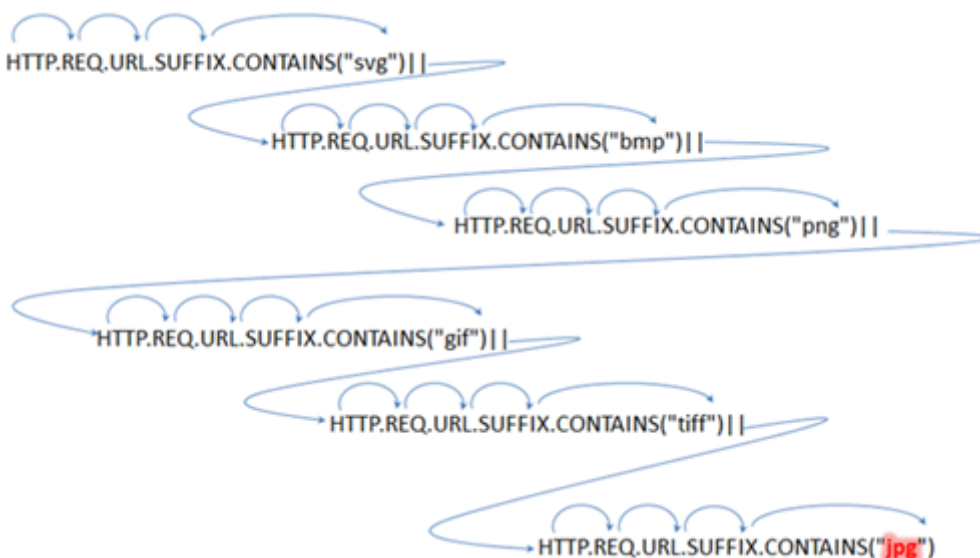 HTTP.REQ.URL.SUFFIX.CONTAINS("svg")||
HTTP.REQ.URL.SUFFIX.CONTAINS("bmp")||
HTTP.REQ.URL.SUFFIX.CONTAINS("png")||
HTTP.REQ.URL.SUFFIX.CONTAINS("gif")||
HTTP.REQ.URL.SUFFIX.CONTAINS("tiff")||
HTTP.REQ.URL.SUFFIX.CONTAINS("jpg")